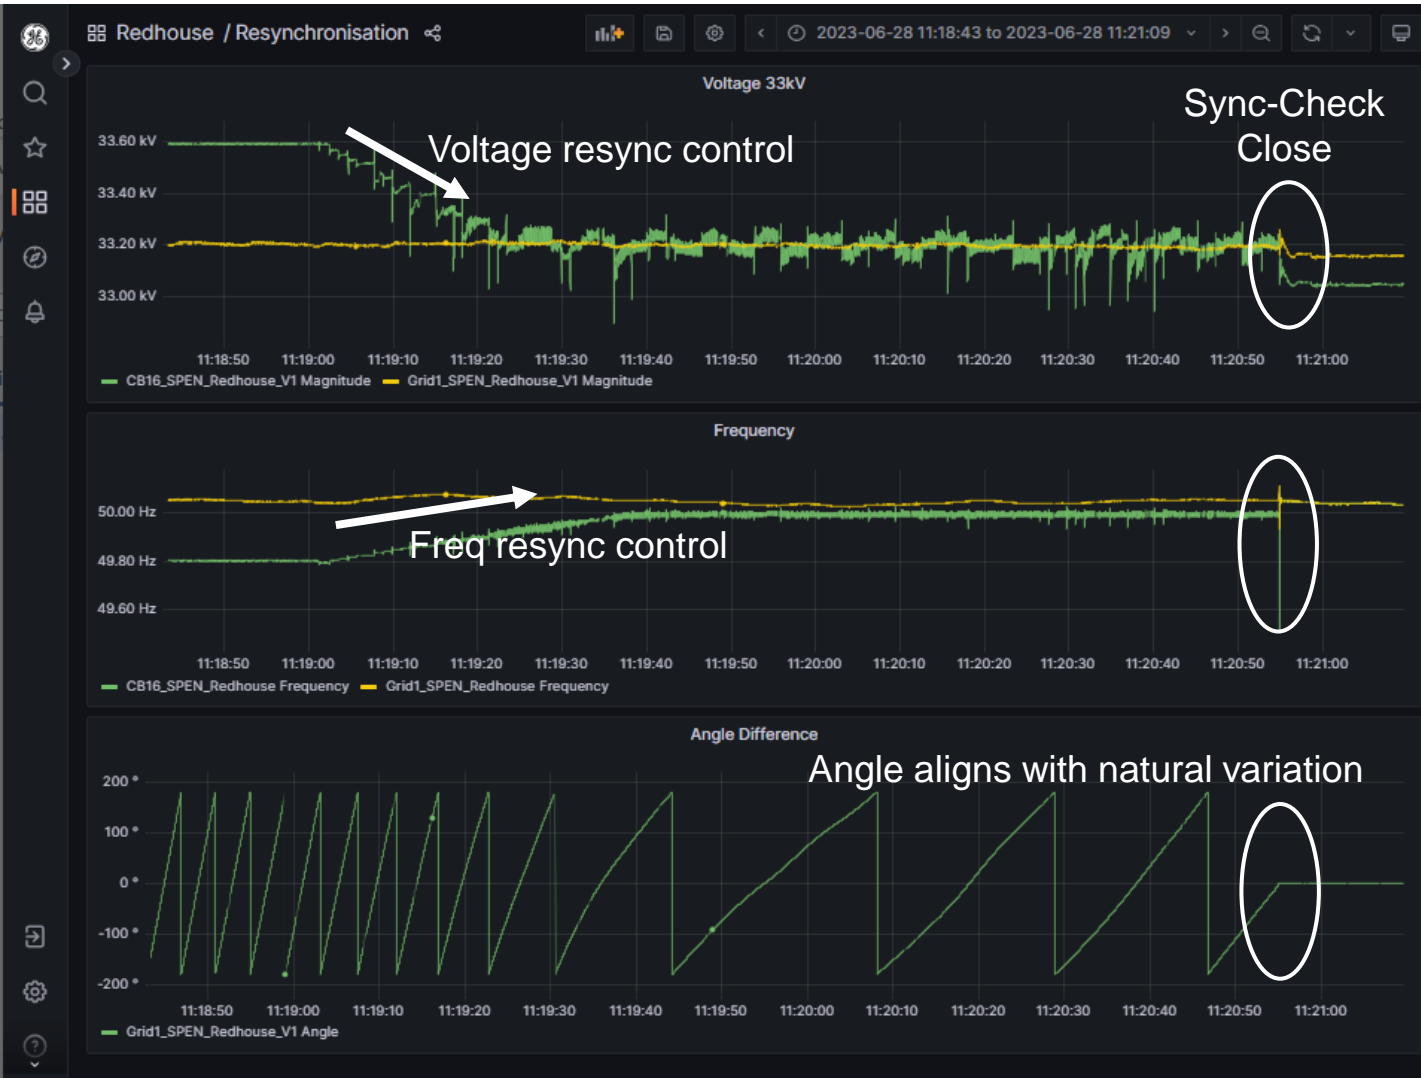 Redhouse / Resynchronisation
2023-06-28 11:18:43 to 2023-06-28 11:21:09
Voltage 33kV
Sync-Check
Close
Voltage resync control
33.60 kV
33.40 kV
33.20 kV
33.00 kV
11:18:50 11:19:00 11:19:10 11:19:20 11:19:30 11:19:40 11:19:50 11:20:00 11:20:10 11:20:20 11:20:30 11:20:40 11:20:50 11:21:00
CB16_SPEN_Redhouse_V1 Magnitude Grid1_SPEN_Redhouse_V1 Magnitude
Frequency
50.00 Hz
Freq resync control
49.80 Hz
49.60 Hz
11:18:50 11:19:00 11:19:10 11:19:20 11:19:30 11:19:40 11:19:50 11:20:00 11:20:10 11:20:20 11:20:30 11:20:40 11:20:50 11:21:00
CB16_SPEN_Redhouse Frequency Grid1_SPEN_Redhouse Frequency
Angle Difference
Angle aligns with natural variation
200 °
100 °
0 °
-100 °
-200 °
11:18:50 11:19:00 11:19:10 11:19:20 11:19:30 11:19:40 11:19:50 11:20:00 11:20:10 11:20:20 11:20:30 11:20:40 11:20:50 11:21:00
Grid1_SPEN_Redhouse_V1 Angle